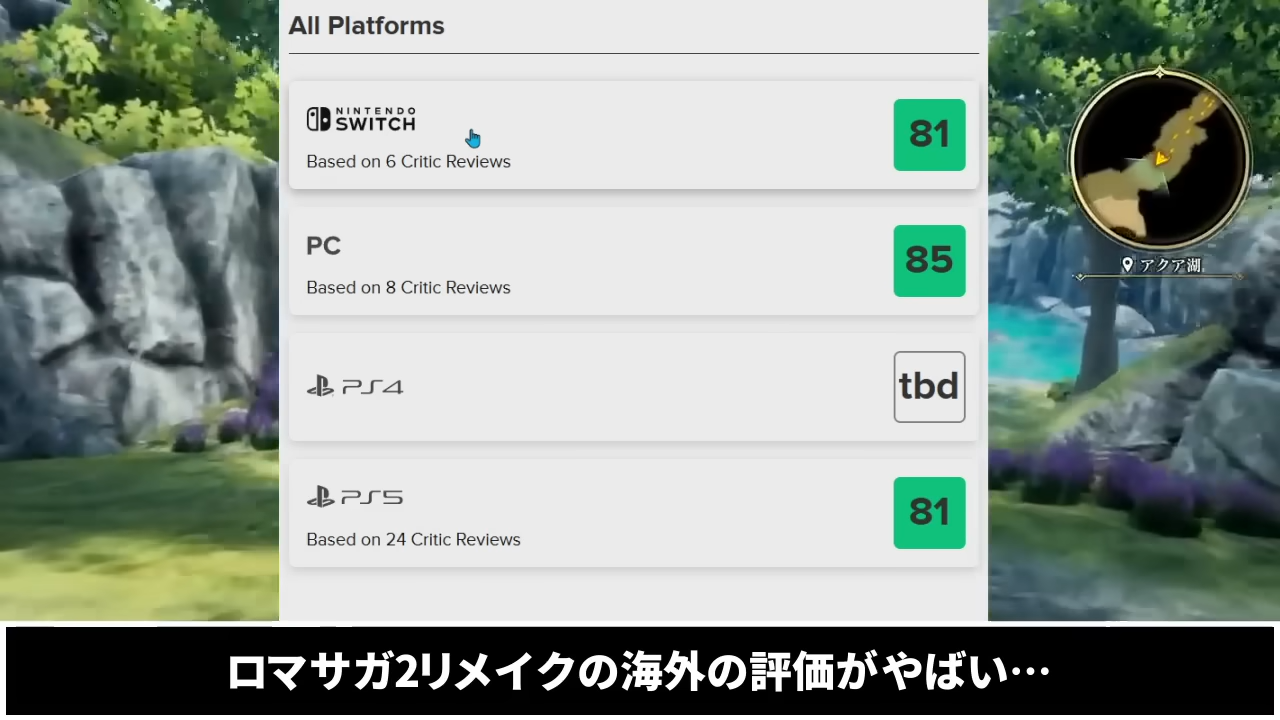 All Platforms
NINTENDO
SWITCH
81
Based on 6 Critic Reviews
PC
85
Based on 8 Critic Reviews
PS4
tbd
PS5
81
Based on 24 Critic Reviews
アクア湖
ロマサガ2リメイクの海外の評価がやばい…